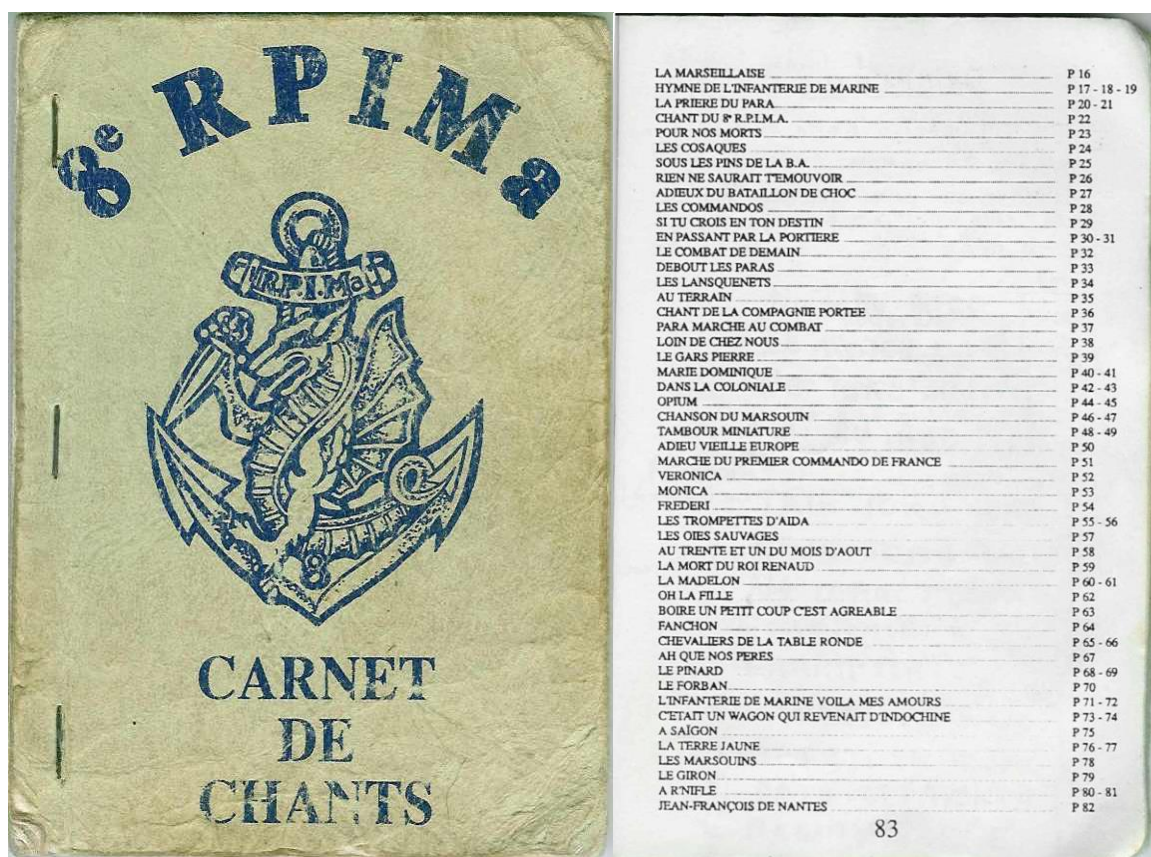 8e RPIMa
R.P.I.Ma
8
CARNET
DE
CHANTS
LA MARSEILLAISE P 16
HYMNE DE L'INFANTERIE DE MARINE P 17 - 18 - 19
LA PRIERE DU PARA P 20 - 21
CHANT DU 8e R.P.I.M.A. P 22
POUR NOS MORTS P 23
LES COSAQUES P 24
SOUS LES PINS DE LA B.A. P 25
RIEN NE SAURAIT T'EMOUVOIR P 26
ADIEUX DU BATAILLON DE CHOC P 27
LES COMMANDOS P 28
SI TU CROIS EN TON DESTIN P 29
EN PASSANT PAR LA PORTIERE P 30 - 31
LE COMBAT DE DEMAIN P 32
DEBOUT LES PARAS P 33
LES LANSQUENETS P 34
AU TERRAIN P 35
CHANT DE LA COMPAGNIE PORTEE P 36
PARA MARCHE AU COMBAT P 37
LOIN DE CHEZ NOUS P 38
LE GARS PIERRE P 39
MARIE DOMINIQUE P 40 - 41
DANS LA COLONIALE P 42 - 43
OPIUM P 44 - 45
CHANSON DU MARSOUIN P 46 - 47
TAMBOUR MINIATURE P 48 - 49
ADIEU VIEILLE EUROPE P 50
MARCHE DU PREMIER COMMANDO DE FRANCE P 51
VERONICA P 52
MONICA P 53
FREDERI P 54
LES TROMPETTES D'AIDA P 55 - 56
LES OIES SAUVAGES P 57
AU TRENTE ET UN DU MOIS D'AOUT P 58
LA MORT DU ROI RENAUD P 59
LA MADELON P 60 - 61
OH LA FILLE P 62
BOIRE UN PETIT COUP C'EST AGREABLE P 63
FANCHON P 64
CHEVALIERS DE LA TABLE RONDE P 65 - 66
AH QUE NOS PERES P 67
LE PINARD P 68 - 69
LE FORBAN P 70
L'INFANTERIE DE MARINE VOILA MES AMOURS P 71 - 72
C'ETAIT UN WAGON QUI REVENAIT D'INDOCHINE P 73 - 74
A SAÏGON P 75
LA TERRE JAUNE P 76 - 77
LES MARSOUINS P 78
LE GIRON P 79
A R'NIFLE P 80 - 81
JEAN-FRANÇOIS DE NANTES P 82
83